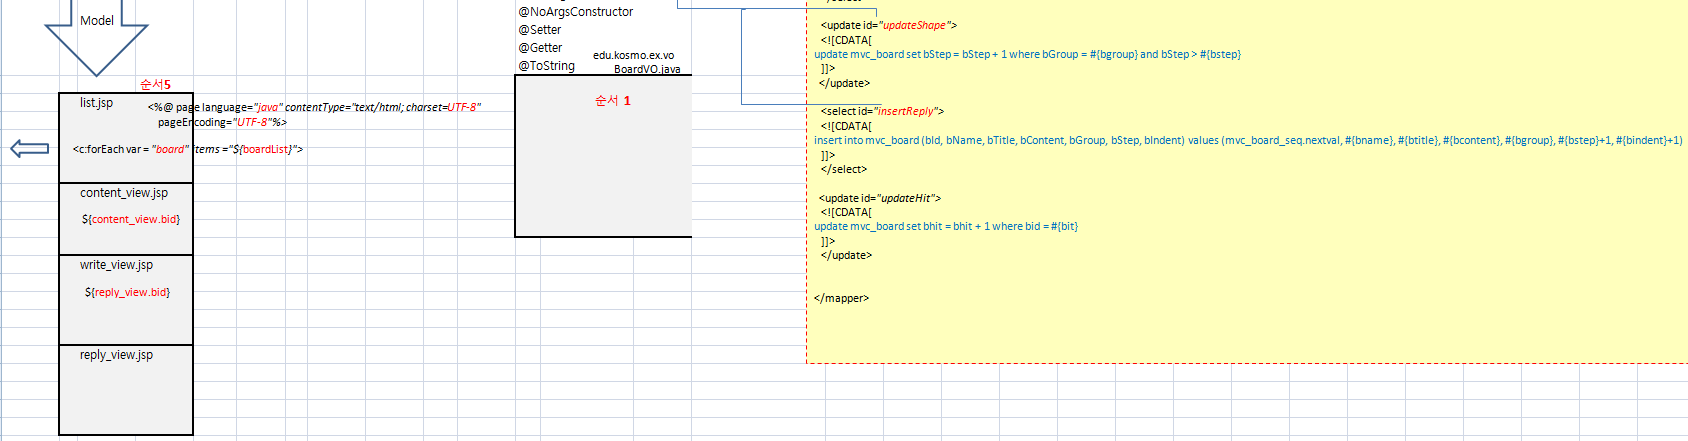 Model
순서5
list.jsp
<%@ page language="java" contentType="text/html; charset=UTF-8"
pageEncoding="UTF-8"%>
<c:forEach var = "board" items ="${boardList}">
content_view.jsp
${content_view.bid}
write_view.jsp
${reply_view.bid}
reply_view.jsp
@NoArgsConstructor
@Setter
@Getter
@ToString
edu.kosmo.ex.vo
BoardVO.java
순서 1
<update id="updateShape">
<![CDATA[
update mvc_board set bStep = bStep + 1 where bGroup = #{bgroup} and bStep > #{bstep}
]]>
</update>
<select id="insertReply">
<![CDATA[
insert into mvc_board (bId, bName, bTitle, bContent, bGroup, bStep, bIndent) values (mvc_board_seq.nextval, #{bname}, #{btitle}, #{bcontent}, #{bgroup}, #{bstep}+1, #{bindent}+1)
]]>
</select>
<update id="updateHit">
<![CDATA[
update mvc_board set bhit = bhit + 1 where bid = #{bit}
]]>
</update>
</mapper>